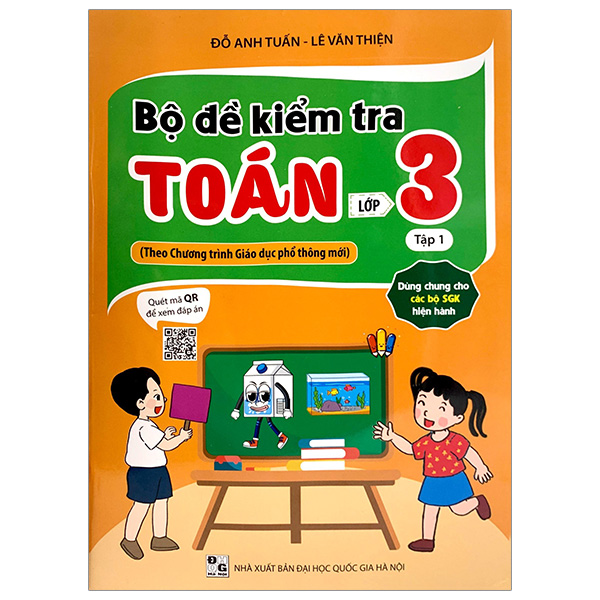 ĐỖ ANH TUẤN - LÊ VĂN THIỆN
Bộ đề kiểm tra
TOÁN LỚP 3
Tập 1
(Theo Chương trình Giáo dục phổ thông mới)
Dùng chung cho
các bộ SGK
hiện hành
Quét mã QR
để xem đáp án
NHÀ XUẤT BẢN ĐẠI HỌC QUỐC GIA HÀ NỘI